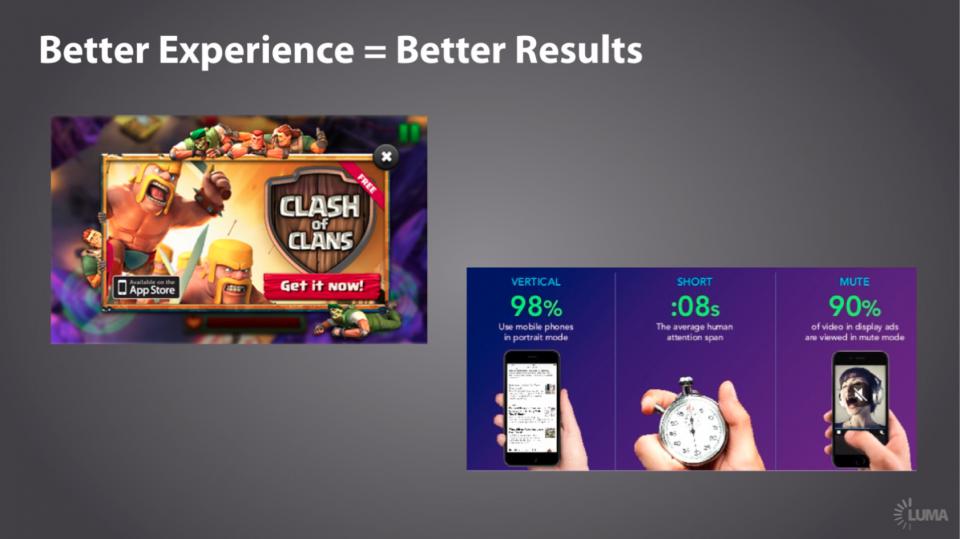 Better Experience = Better Results
FREE
CLASH
of
CLANS
Available on the
App Store
Get it now!
VERTICAL
98%
Use mobile phones
in portrait mode
SHORT
:08s
The average human
attention span
MUTE
90%
of video in display ads
are viewed in mute mode
LUMA